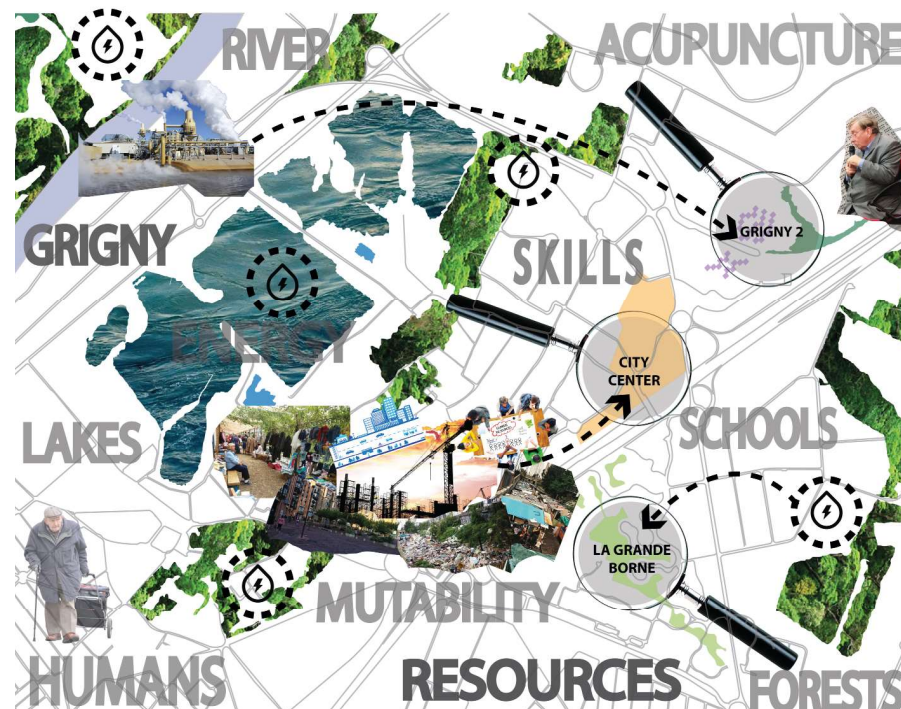 RIVER
ACUPUNCTURE
GRIGNY
GRIGNY 2
SKILLS
ENERGY
CITY
CENTER
LAKES
SCHOOLS
LA GRANDE
BORNE
MUTABILITY
HUMANS
RESOURCES
FORESTS